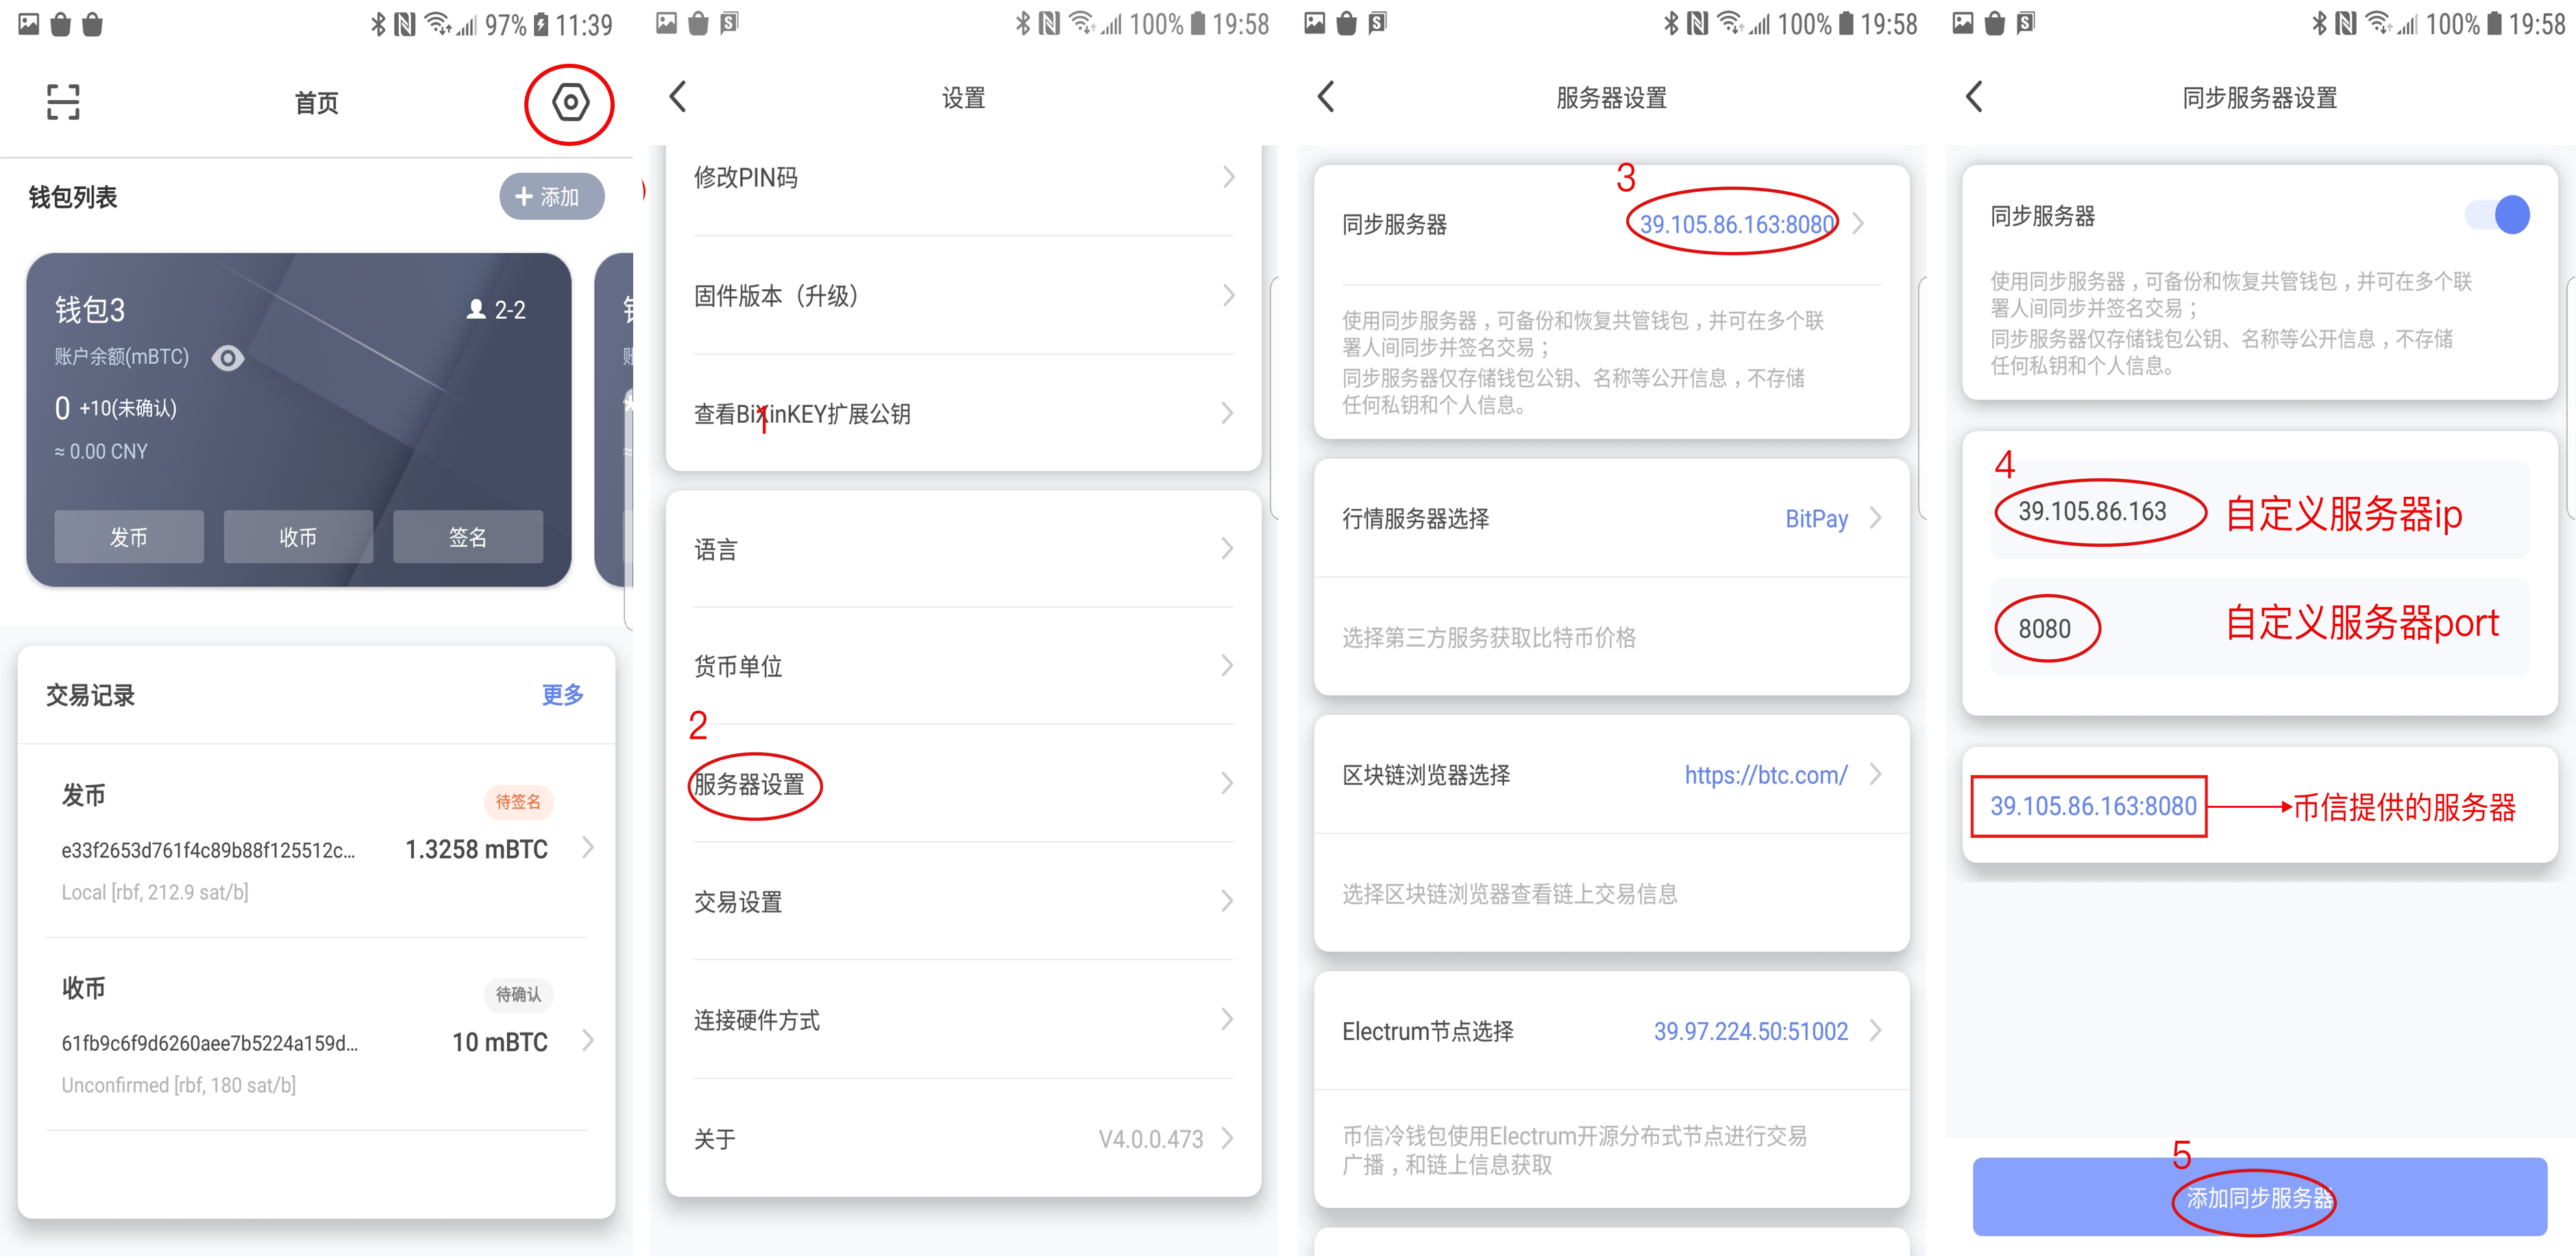 97% 11:39
首页
钱包列表
+ 添加
钱包3
2-2
账户余额(mBTC)
0 +10(未确认)
≈ 0.00 CNY
发币 收币 签名
交易记录 更多
发币 待签名
e33f2653d761f4c89b88f125512c... 1.3258 mBTC
Local [rbf, 212.9 sat/b]
收币 待确认
61fb9c6f9d6260aee7b5224a159d... 10 mBTC
Unconfirmed [rbf, 180 sat/b]
100% 19:58
设置
修改PIN码
固件版本（升级）
查看BiXinKEY扩展公钥
1
语言
货币单位
2
服务器设置
交易设置
连接硬件方式
关于 V4.0.0.473
100% 19:58
服务器设置
3
同步服务器 39.105.86.163:8080
使用同步服务器，可备份和恢复共管钱包，并可在多个联
署人间同步并签名交易；
同步服务器仅存储钱包公钥、名称等公开信息，不存储
任何私钥和个人信息。
行情服务器选择 BitPay
选择第三方服务获取比特币价格
区块链浏览器选择 https://btc.com/
选择区块链浏览器查看链上交易信息
Electrum节点选择 39.97.224.50:51002
币信冷钱包使用Electrum开源分布式节点进行交易
广播，和链上信息获取
100% 19:58
同步服务器设置
同步服务器
使用同步服务器，可备份和恢复共管钱包，并可在多个联
署人间同步并签名交易；
同步服务器仅存储钱包公钥、名称等公开信息，不存储
任何私钥和个人信息。
4
39.105.86.163 自定义服务器ip
8080 自定义服务器port
39.105.86.163:8080 币信提供的服务器
5
添加同步服务器